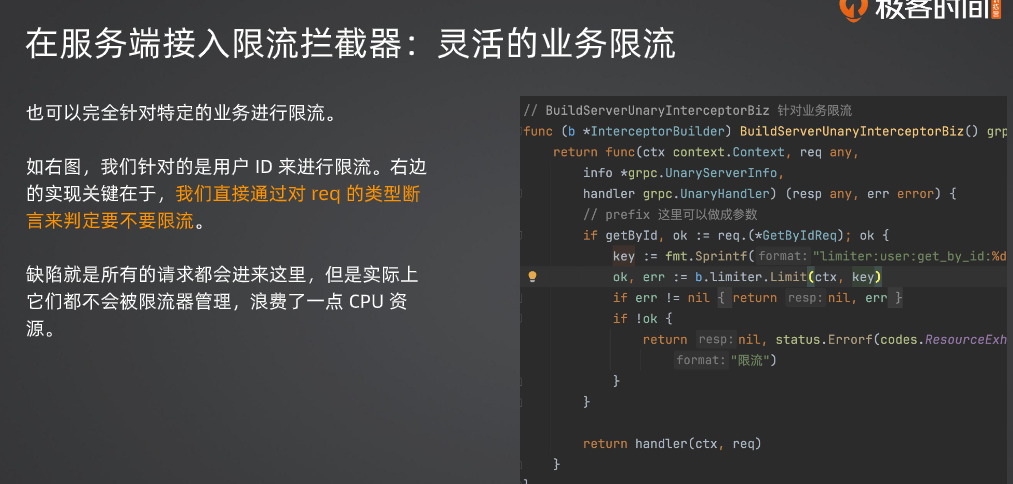 极客时间
在服务端接入限流拦截器：灵活的业务限流
也可以完全针对特定的业务进行限流。
如右图，我们针对的是用户 ID 来进行限流。右边
的实现关键在于，我们直接通过对 req 的类型断
言来判定要不要限流。
缺陷就是所有的请求都会进来这里，但是实际上
它们都不会被限流器管理，浪费了一点 CPU 资
源。
// BuildServerUnaryInterceptorBiz 针对业务限流
func (b *InterceptorBuilder) BuildServerUnaryInterceptorBiz() grp
return func(ctx context.Context, req any,
info *grpc.UnaryServerInfo,
handler grpc.UnaryHandler) (resp any, err error) {
// prefix 这里可以做成参数
if getById, ok := req.(*GetByIdReq); ok {
key := fmt.Sprintf( format: "limiter:user:get_by_id:%d
ok, err := b.limiter.Limit(ctx, key)
if err != nil { return resp: nil, err }
if !ok {
return resp: nil, status.Errorf(codes.ResourceExh
format: "限流")
}
}
return handler(ctx, req)
}